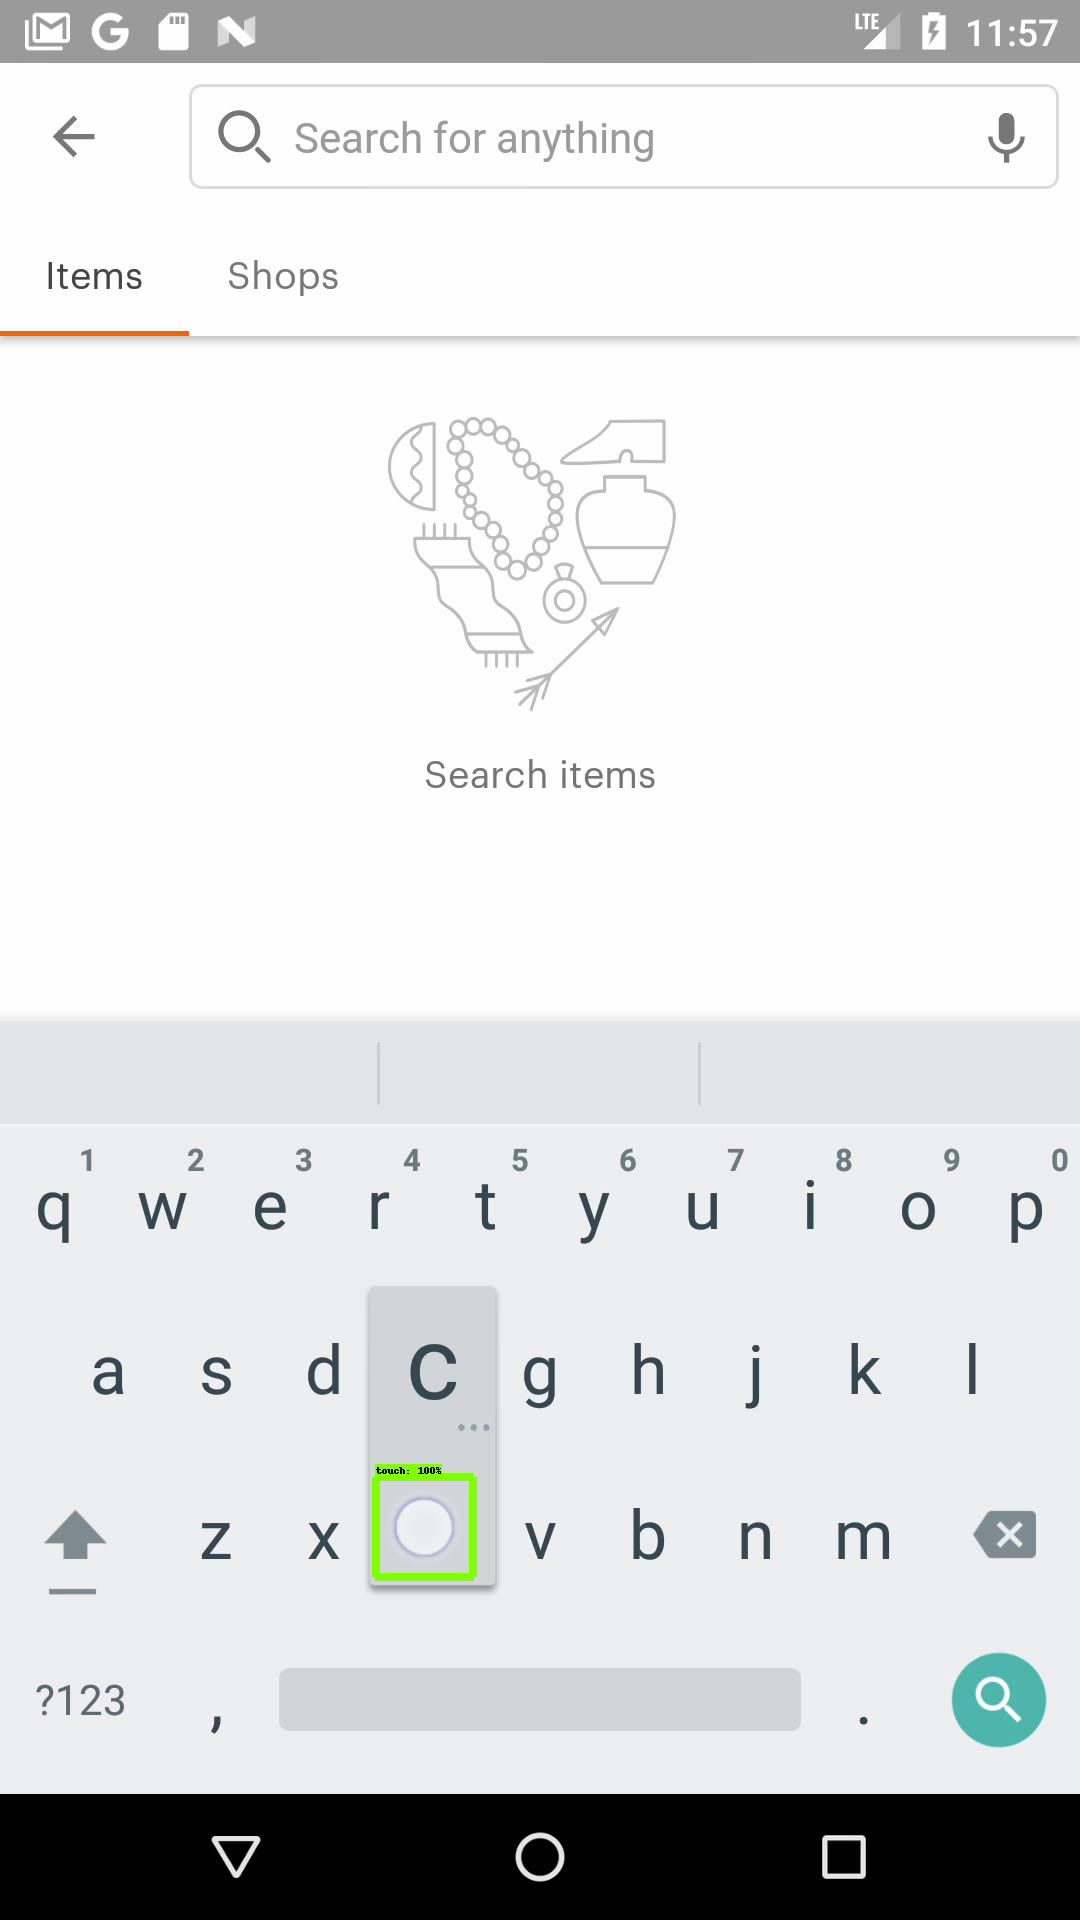 LTE 11:57
Search for anything
Items Shops
Search items
1 2 3 4 5 6 7 8 9 0
q w e r t y u i o p
a s d c g h j k l
touch: 100%
z x v b n m
?123 , .